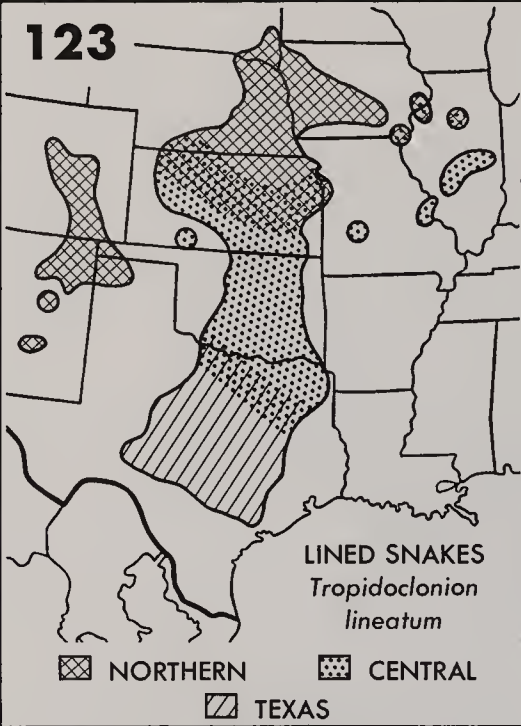 123
LINED SNAKES
Tropidoclonion
lineatum
NORTHERN CENTRAL
TEXAS